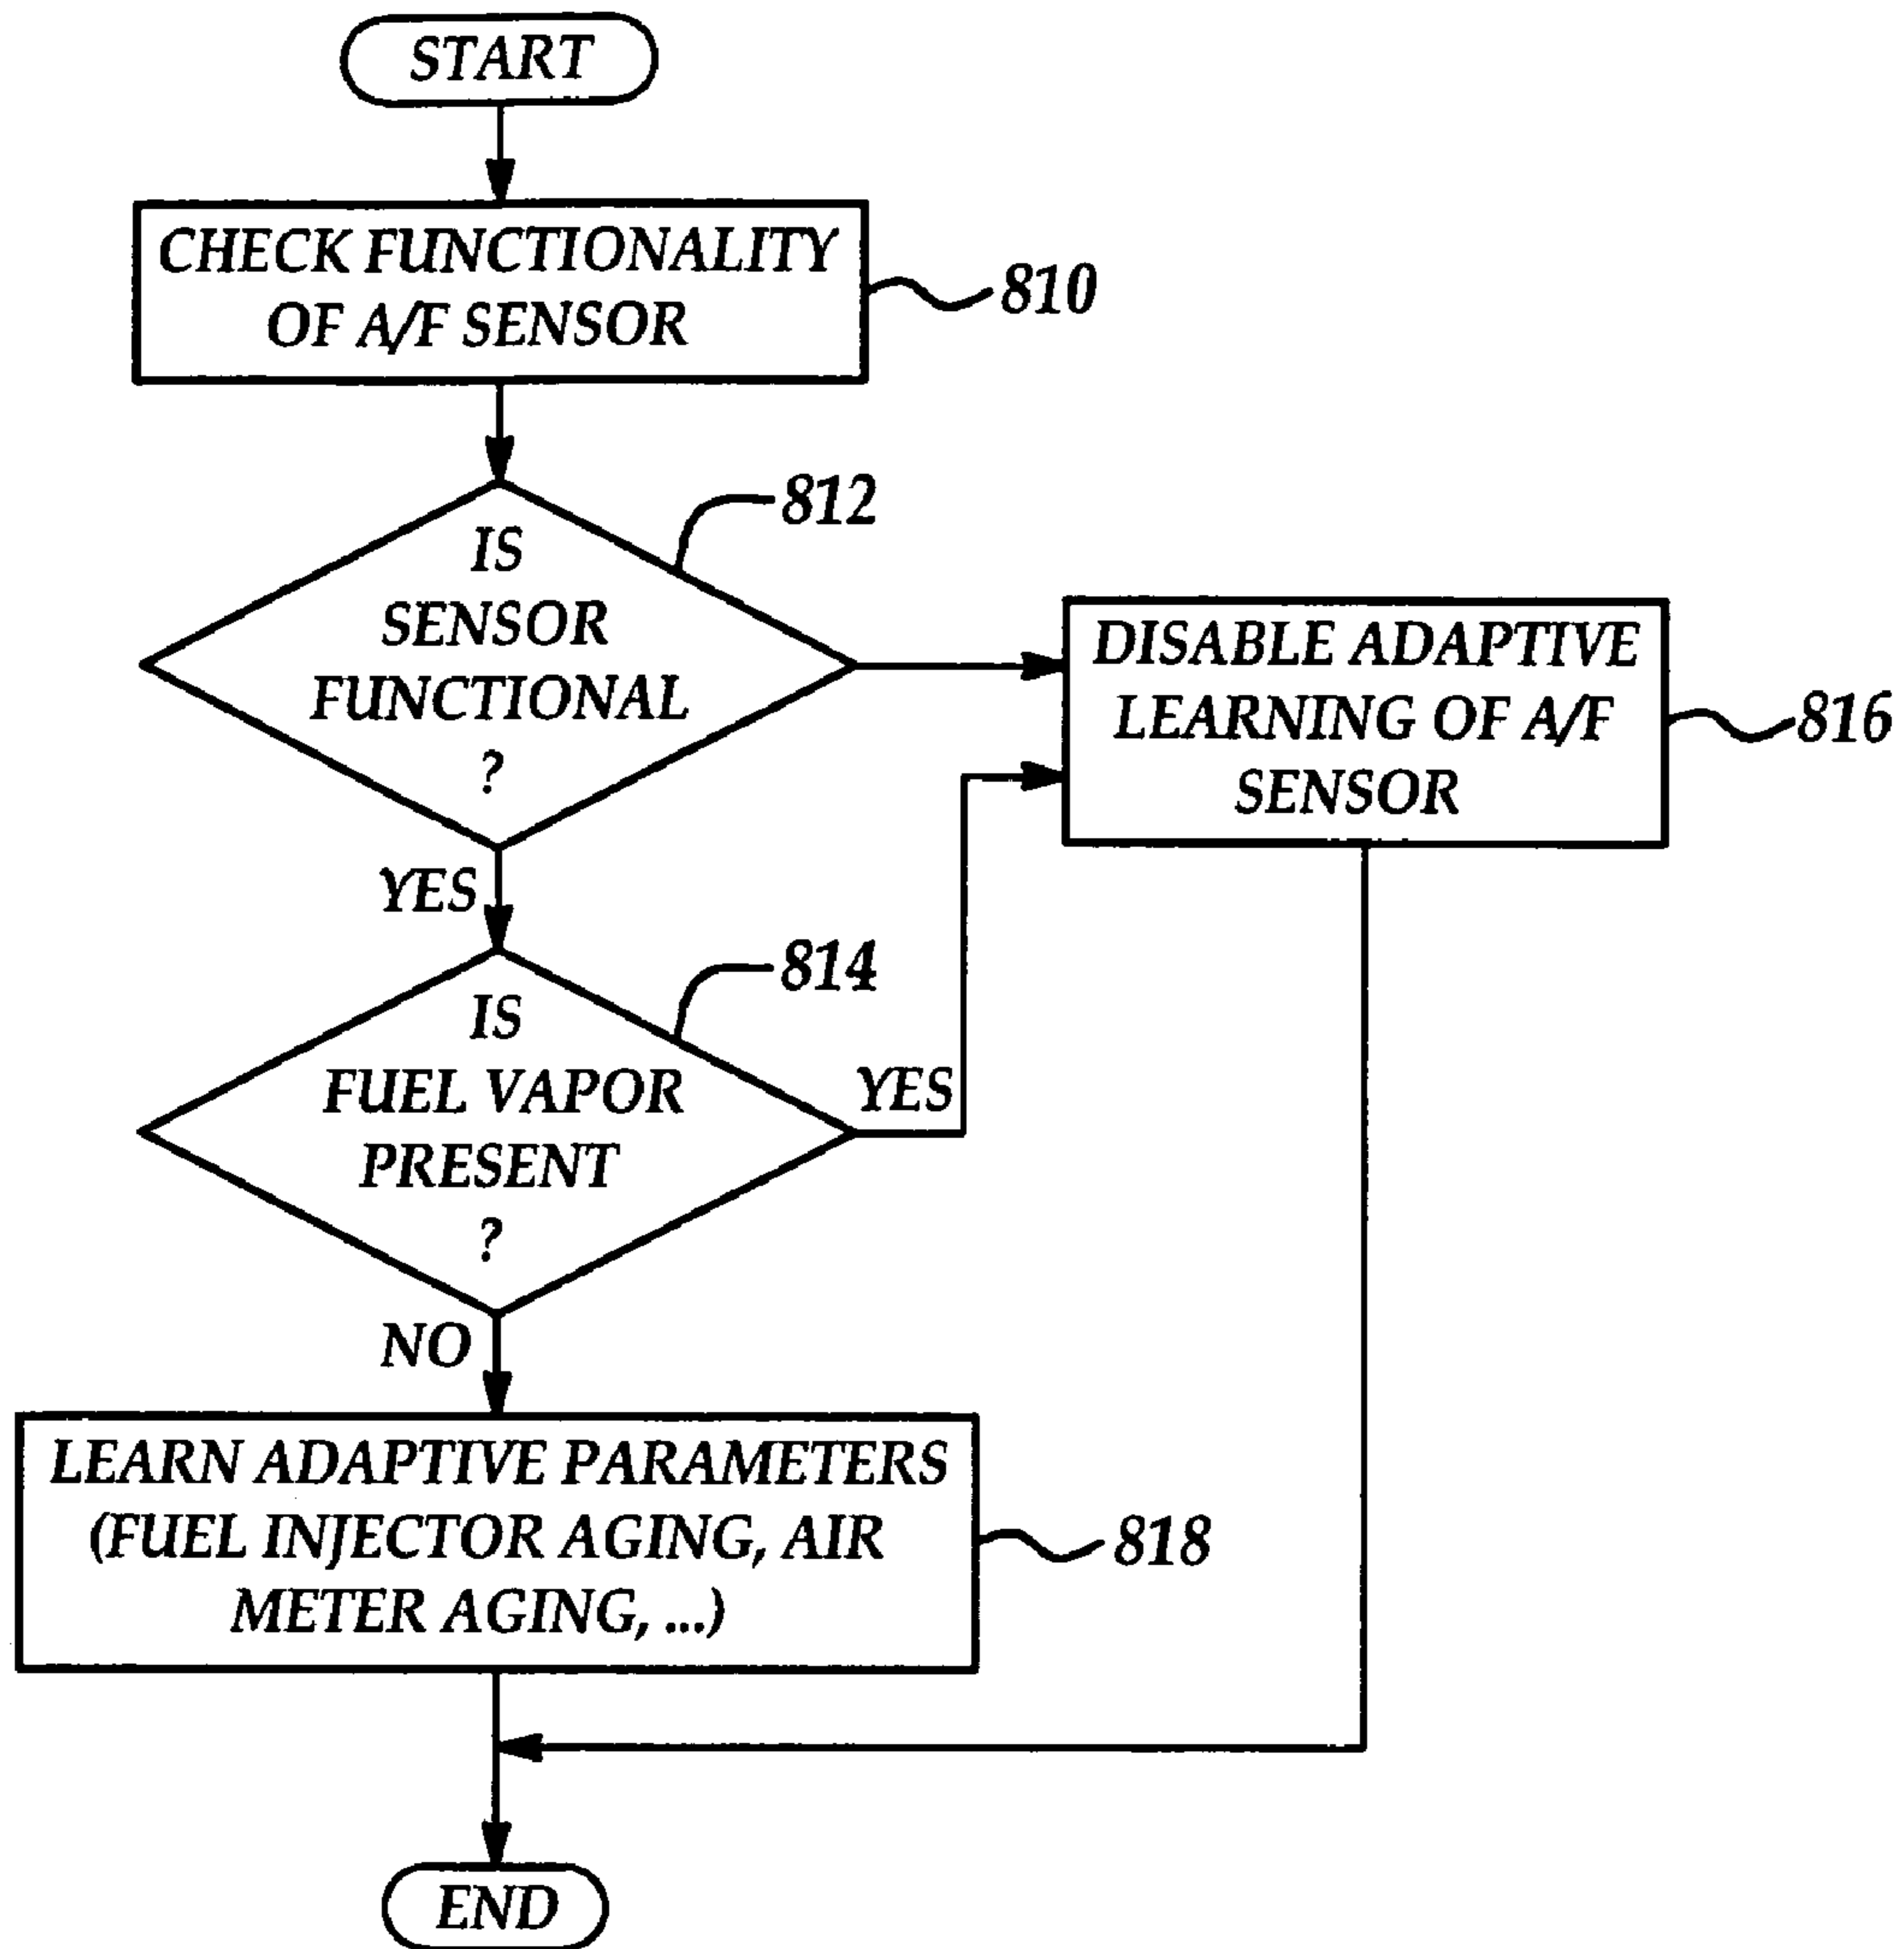 START
CHECK FUNCTIONALITY
OF A/F SENSOR
810
IS
SENSOR
FUNCTIONAL
?
812
DISABLE ADAPTIVE
LEARNING OF A/F
SENSOR
816
YES
IS
FUEL VAPOR
PRESENT
?
814
YES
NO
LEARN ADAPTIVE PARAMETERS
(FUEL INJECTOR AGING, AIR
METER AGING, ...)
818
END